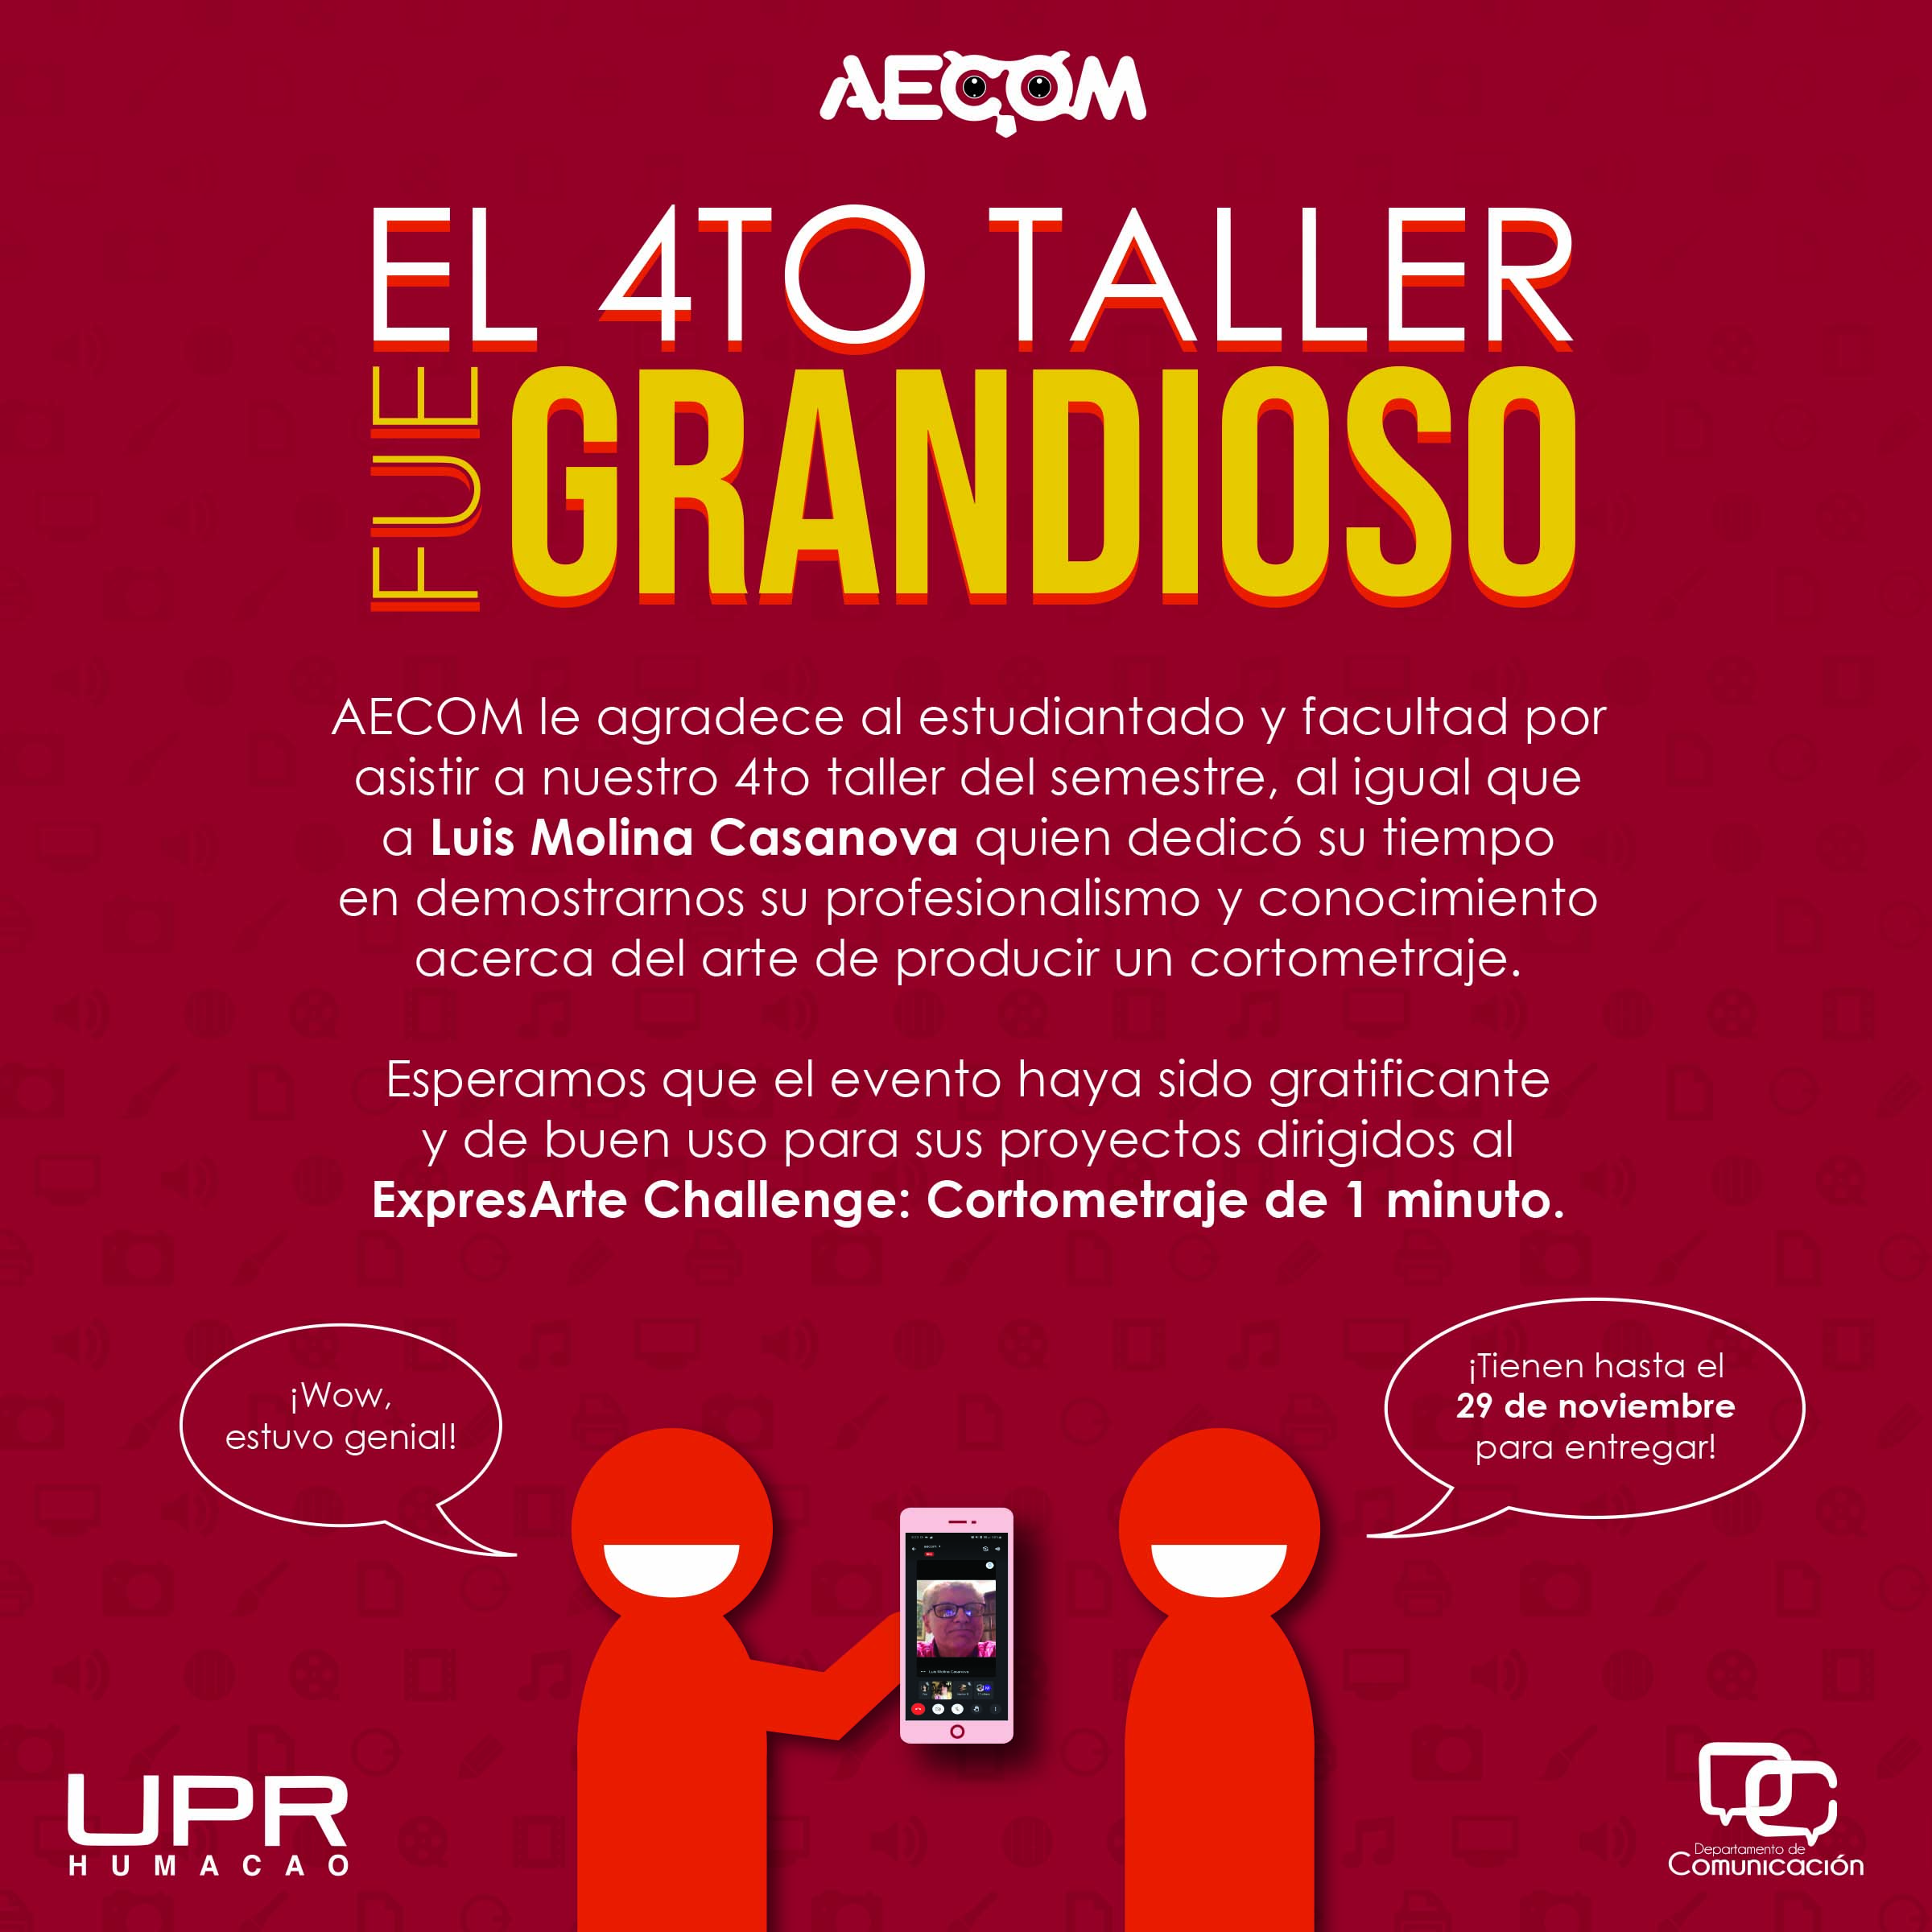 AECOM
EL 4TO TALLER
FUE GRANDIOSO
AECOM le agradece al estudiantado y facultad por
asistir a nuestro 4to taller del semestre, al igual que
a Luis Molina Casanova quien dedicó su tiempo
en demostrarnos su profesionalismo y conocimiento
acerca del arte de producir un cortometraje.
Esperamos que el evento haya sido gratificante
y de buen uso para sus proyectos dirigidos al
ExpresArte Challenge: Cortometraje de 1 minuto.
¡Wow,
estuvo genial!
¡Tienen hasta el
29 de noviembre
para entregar!
Luis Molina Casanova
UPR
HUMACAO
DC
Departamento de
Comunicación